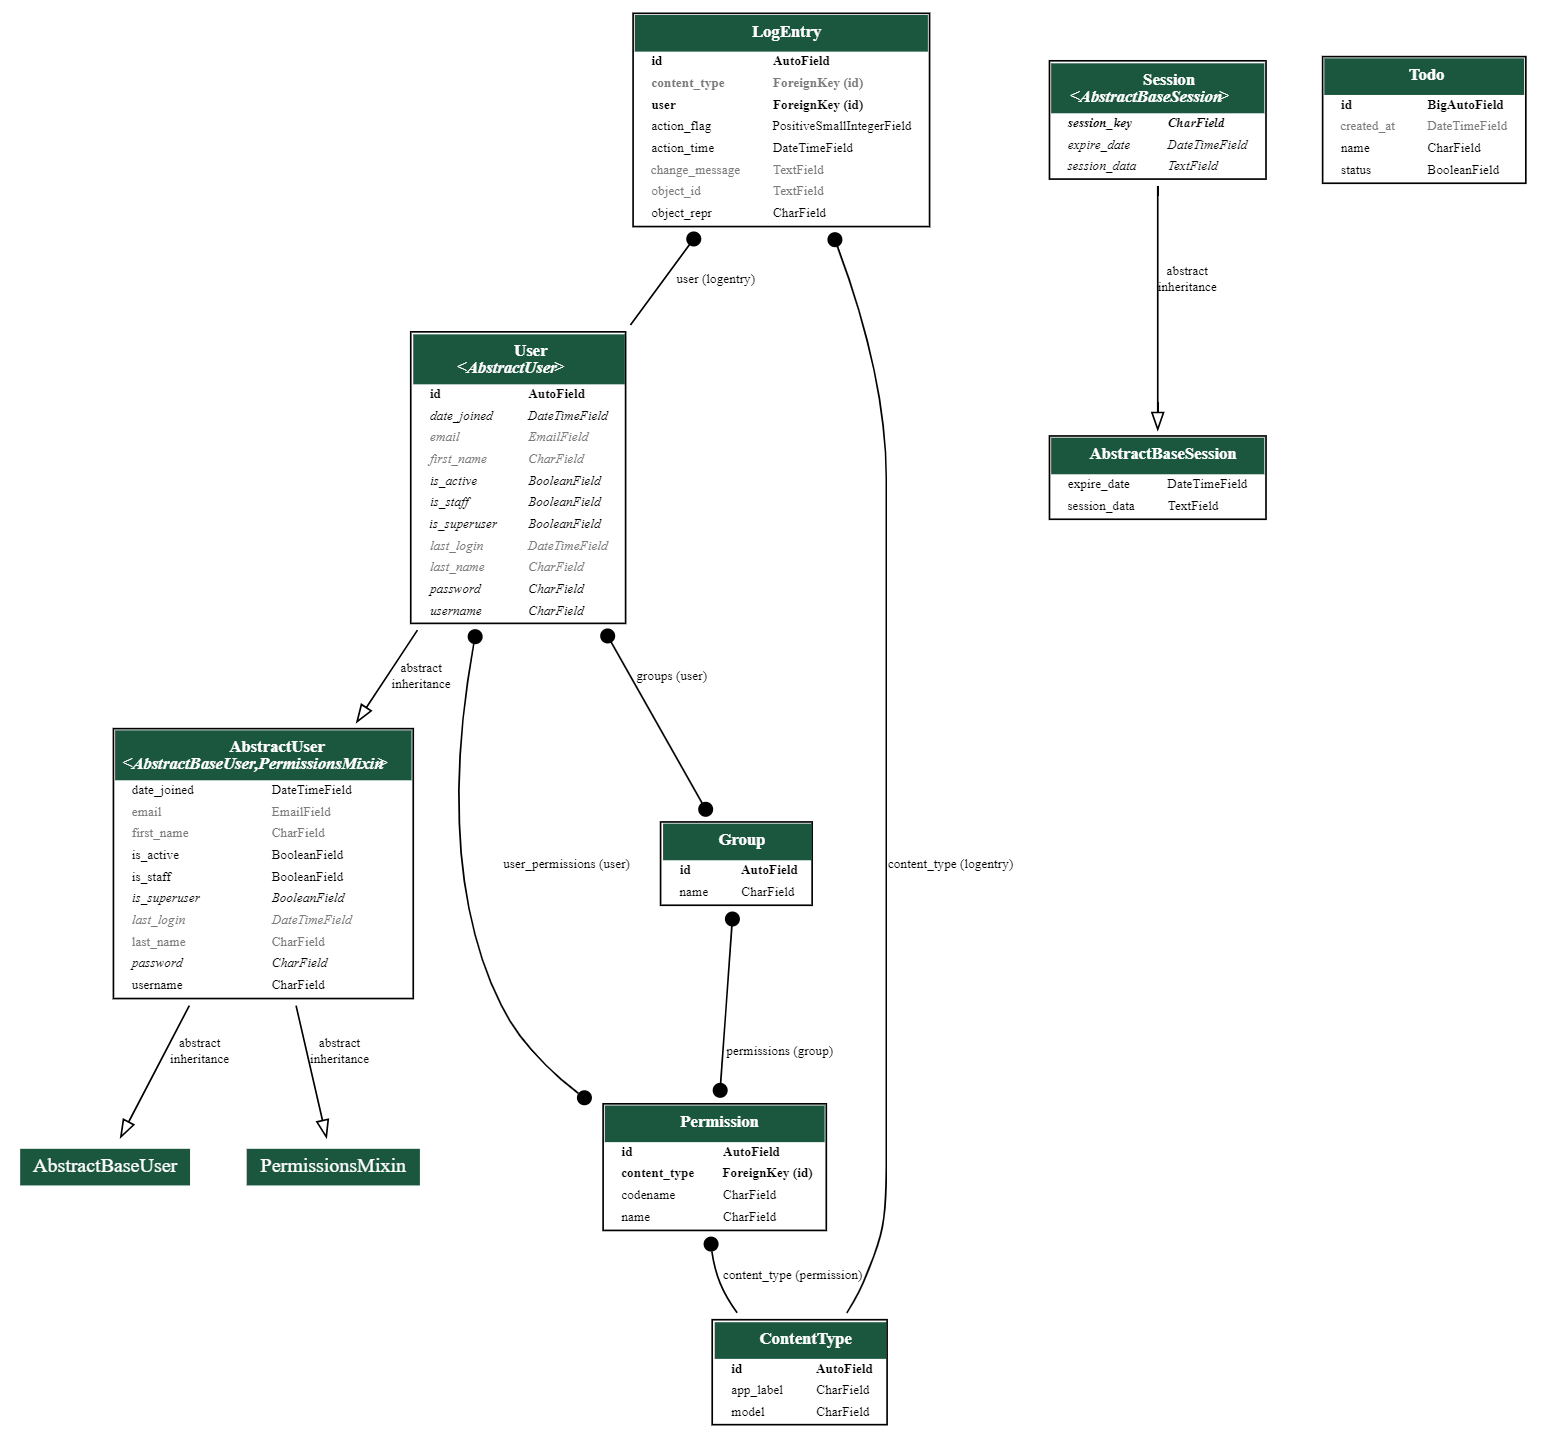 LogEntry
id AutoField
content_type ForeignKey (id)
user ForeignKey (id)
action_flag PositiveSmallIntegerField
action_time DateTimeField
change_message TextField
object_id TextField
object_repr CharField
Session
<AbstractBaseSession>
session_key CharField
expire_date DateTimeField
session_data TextField
Todo
id BigAutoField
created_at DateTimeField
name CharField
status BooleanField
user (logentry)
abstract
inheritance
User
<AbstractUser>
id AutoField
date_joined DateTimeField
email EmailField
first_name CharField
is_active BooleanField
is_staff BooleanField
is_superuser BooleanField
last_login DateTimeField
last_name CharField
password CharField
username CharField
AbstractBaseSession
expire_date DateTimeField
session_data TextField
abstract
inheritance
groups (user)
AbstractUser
<AbstractBaseUser,PermissionsMixin>
date_joined DateTimeField
email EmailField
first_name CharField
is_active BooleanField
is_staff BooleanField
is_superuser BooleanField
last_login DateTimeField
last_name CharField
password CharField
username CharField
user_permissions (user)
Group
id AutoField
name CharField
content_type (logentry)
abstract
inheritance
abstract
inheritance
permissions (group)
AbstractBaseUser
PermissionsMixin
Permission
id AutoField
content_type ForeignKey (id)
codename CharField
name CharField
content_type (permission)
ContentType
id AutoField
app_label CharField
model CharField